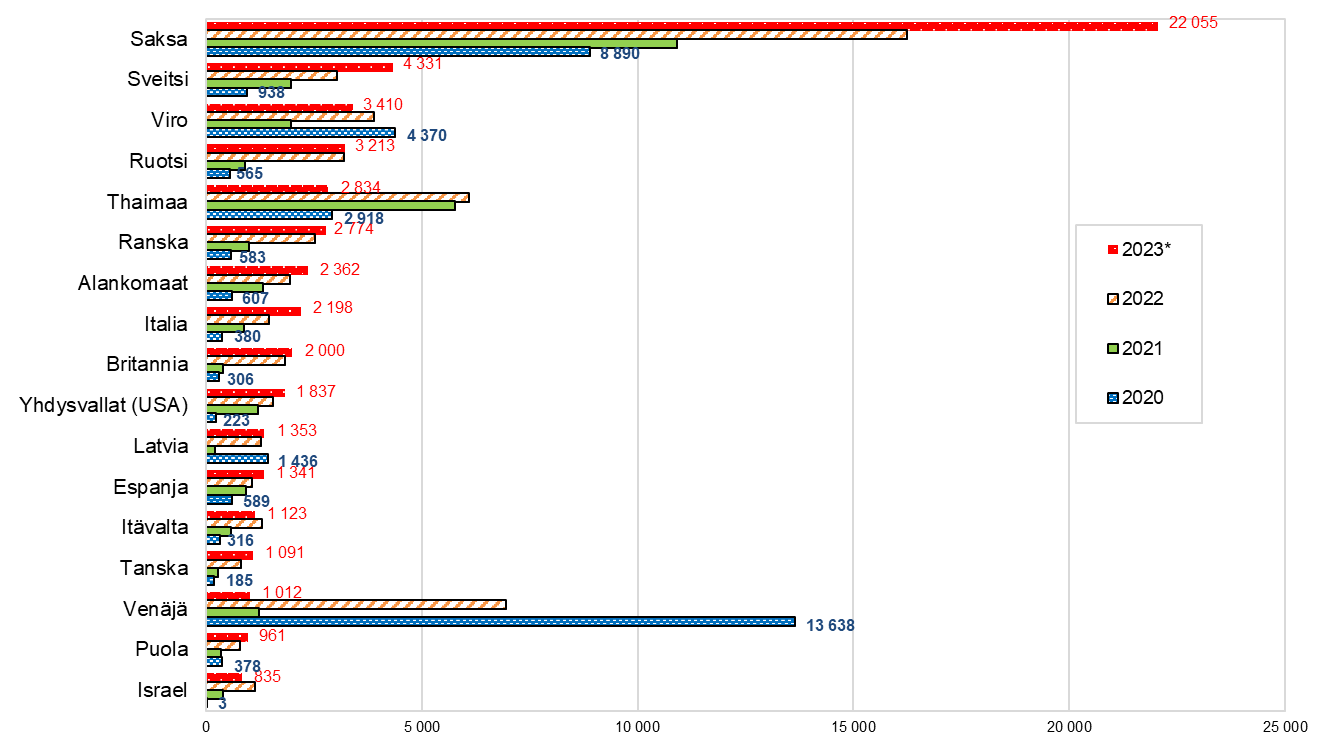 22 055
Saksa
8 890
4 331
Sveitsi
938
3 410
Viro
4 370
3 213
Ruotsi
565
2 834
Thaimaa
2 918
2 774
Ranska
583
2 362
Alankomaat
607
2 198
Italia
380
2 000
Britannia
306
1 837
Yhdysvallat (USA)
223
1 353
Latvia
1 436
1 341
Espanja
589
1 123
Itävalta
316
1 091
Tanska
185
1 012
Venäjä
13 638
961
Puola
378
835
Israel
3
0 5 000 10 000 15 000 20 000 25 000
2023*
2022
2021
2020